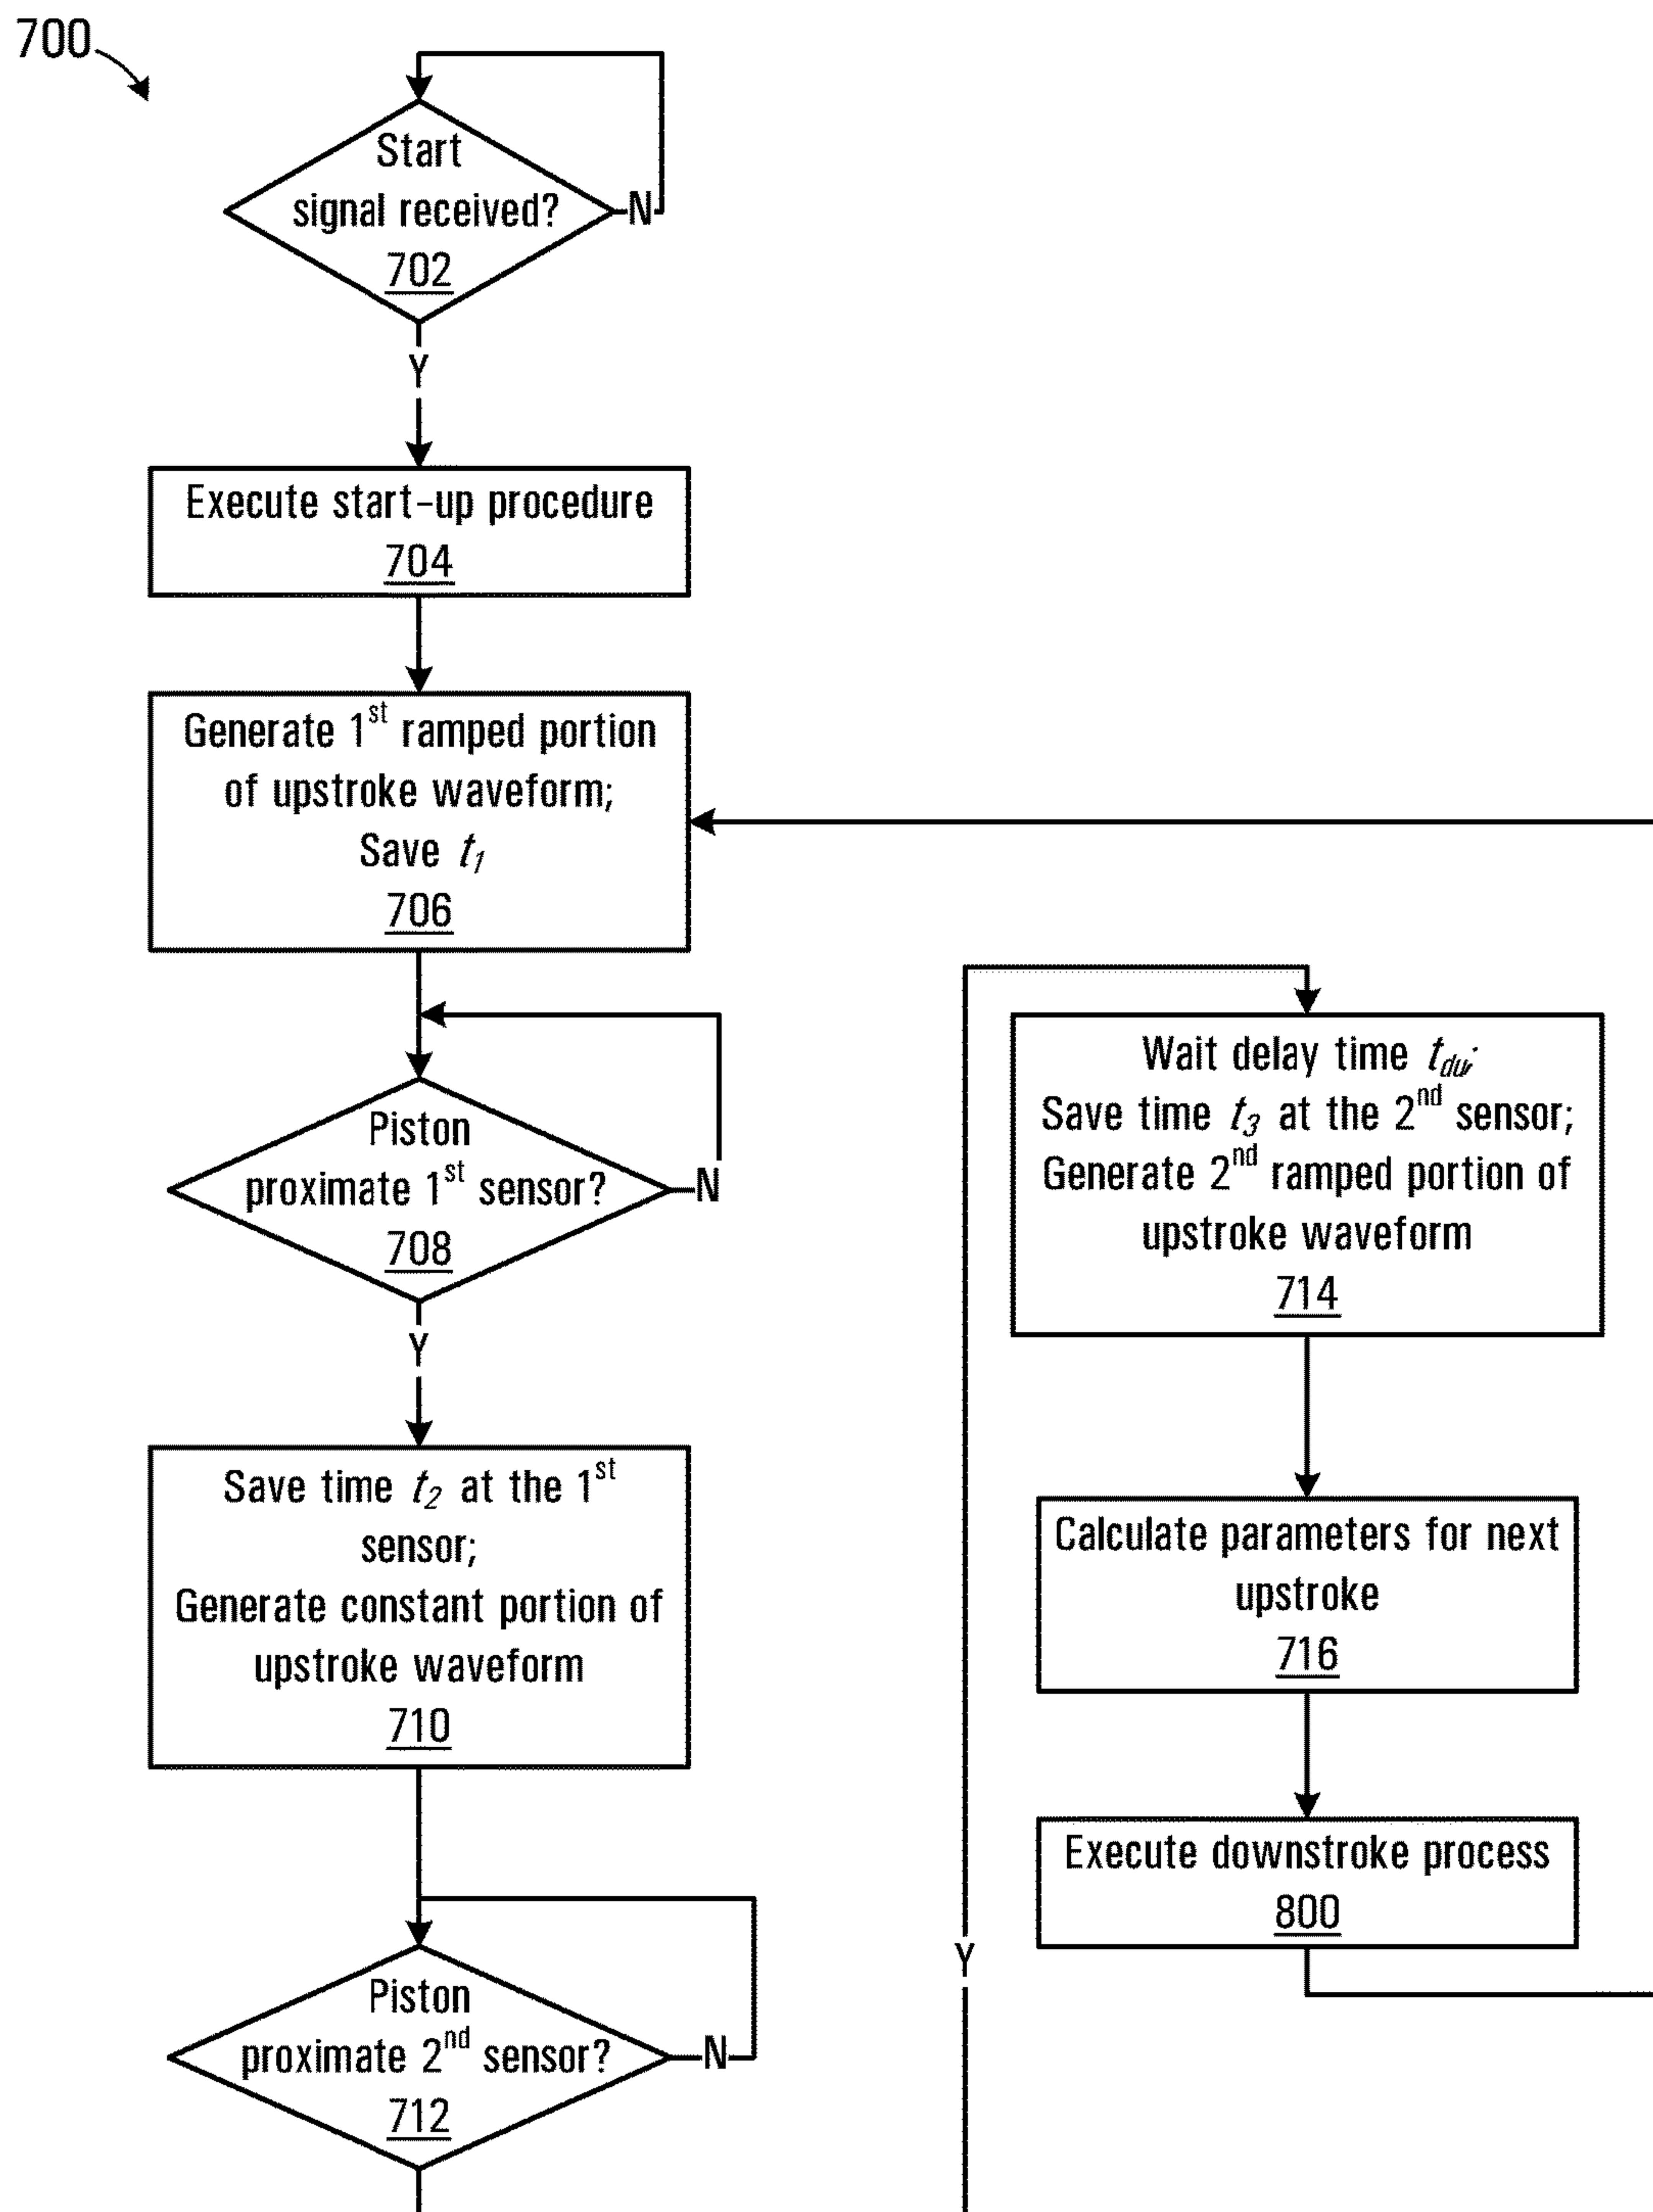 700
Start
signal received?
702
N
Y
Execute start-up procedure
704
Generate 1st ramped portion
of upstroke waveform;
Save t1
706
Piston
proximate 1st sensor?
708
N
Y
Save time t2 at the 1st
sensor;
Generate constant portion of
upstroke waveform
710
Piston
proximate 2nd sensor?
712
N
Y
Wait delay time tdu;
Save time t3 at the 2nd sensor;
Generate 2nd ramped portion of
upstroke waveform
714
Calculate parameters for next
upstroke
716
Execute downstroke process
800